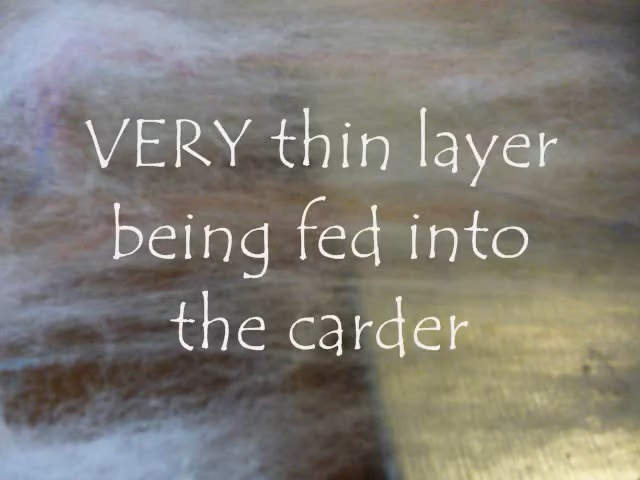 VERY thin layer
being fed into
the carder